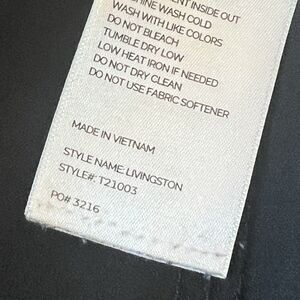 ENT INSIDE OUT
MACHINE WASH COLD
WASH WITH LIKE COLORS
DO NOT BLEACH
TUMBLE DRY LOW
LOW HEAT IRON IF NEEDED
DO NOT DRY CLEAN
DO NOT USE FABRIC SOFTENER
MADE IN VIETNAM
STYLE NAME: LIVINGSTON
STYLE#: T21003
PO# 3216